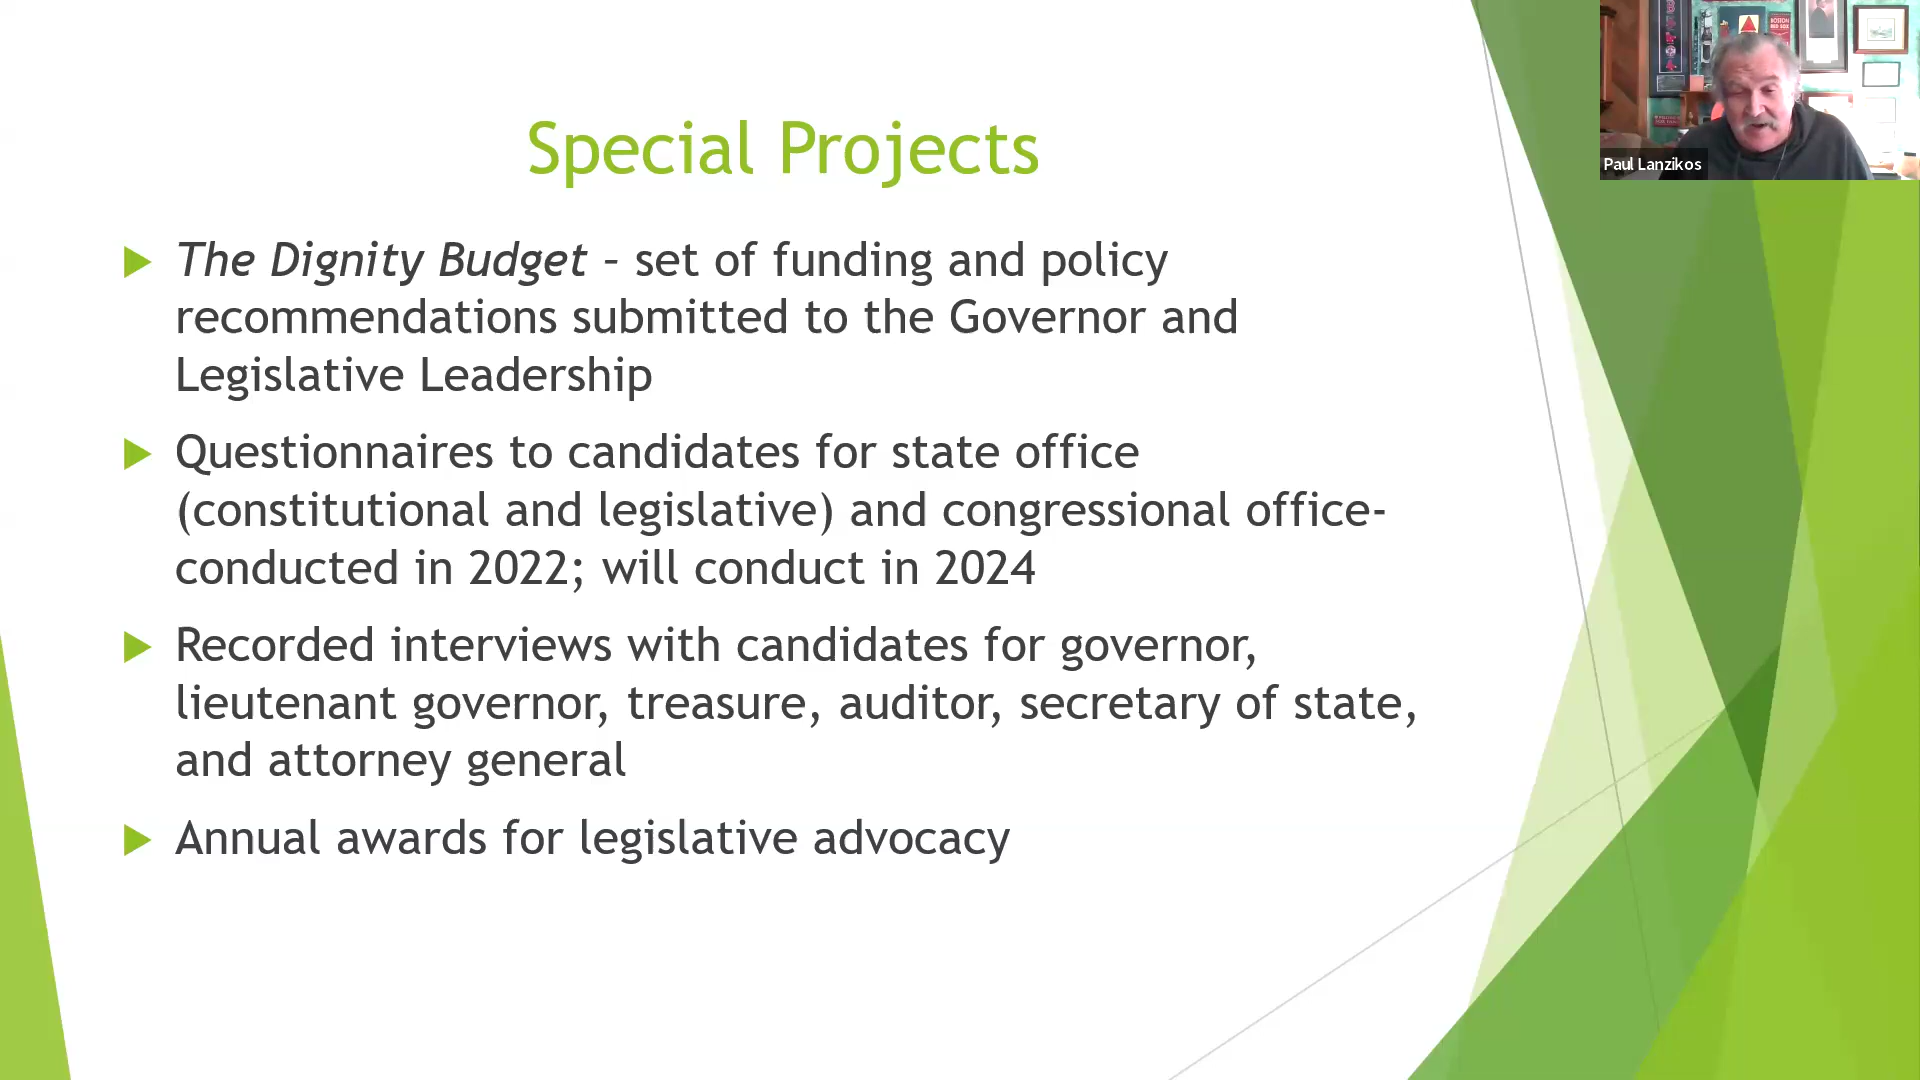 Special Projects
The Dignity Budget – set of funding and policy
recommendations submitted to the Governor and
Legislative Leadership
Questionnaires to candidates for state office
(constitutional and legislative) and congressional office-
conducted in 2022; will conduct in 2024
Recorded interviews with candidates for governor,
lieutenant governor, treasure, auditor, secretary of state,
and attorney general
Annual awards for legislative advocacy
BOSTON
RED SOX
Paul Lanzikos